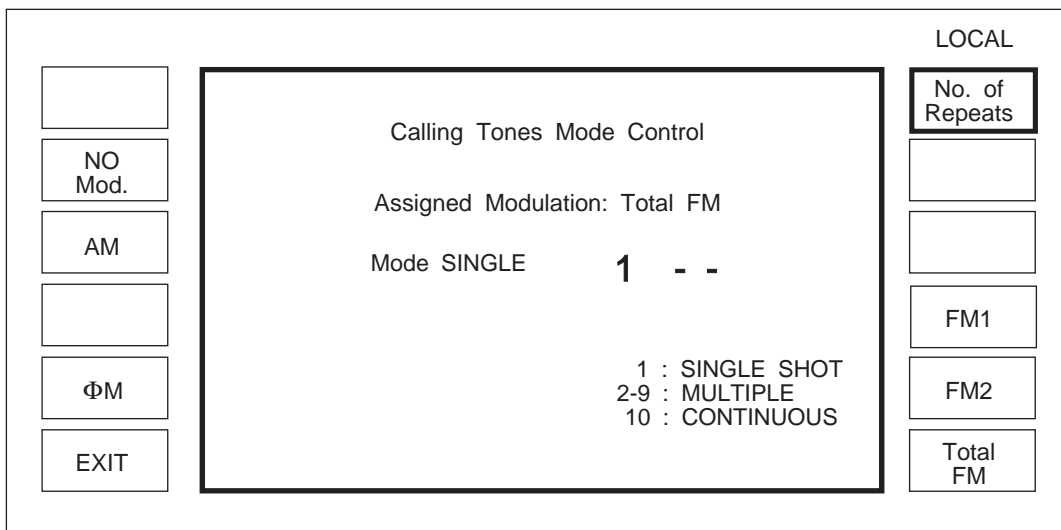 LOCAL
No. of
Repeats
Calling Tones Mode Control
NO
Mod.
Assigned Modulation: Total FM
AM
Mode SINGLE 1 - -
FM1
1 : SINGLE SHOT
2-9 : MULTIPLE
10 : CONTINUOUS
ΦM
FM2
EXIT
Total
FM